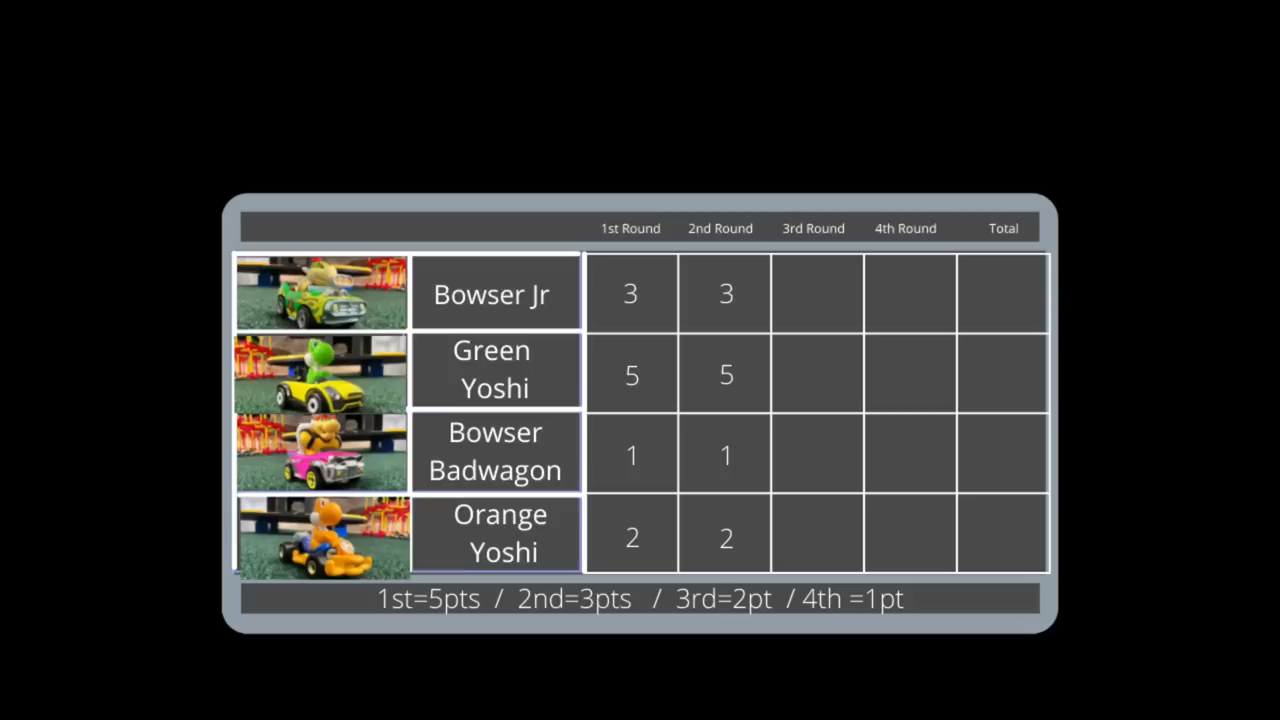 1st Round 2nd Round 3rd Round 4th Round Total
Bowser Jr 3 3
Green
Yoshi 5 5
Bowser
Badwagon 1 1
Orange
Yoshi 2 2
1st=5pts / 2nd=3pts / 3rd=2pt / 4th =1pt